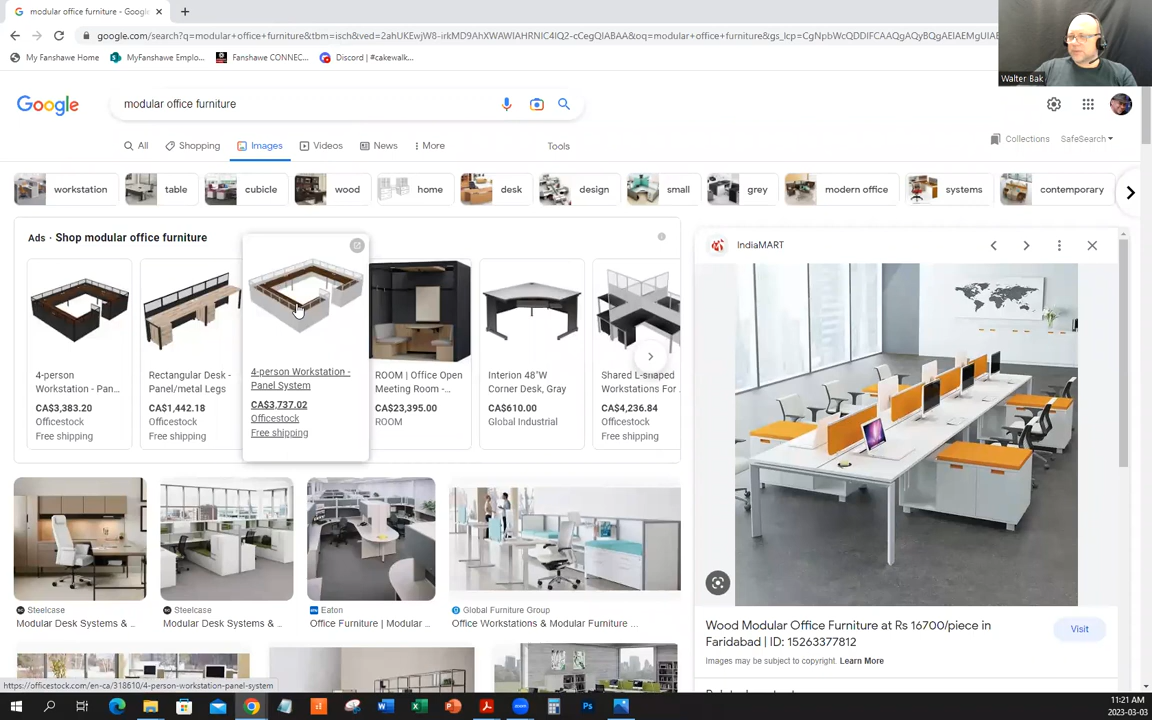 modular office furniture - Google
google.com/search?q=modular+office+furniture&tbm=isch&ved=2ahUKEwjW8-irkMD9AhXWAWIAHRNIC4IQ2-cCegQIABAA&oq=modular+office+furniture&gs_lcp=CgNpbWcQDDIFCAAQgAQyBQgAEIAEMgUIAE
My Fanshawe Home
MyFanshawe Emplo...
Fanshawe CONNEC...
Discord | #cakewalk...
Walter Bak
Google
modular office furniture
All
Shopping
Images
Videos
News
More
Tools
Collections
SafeSearch
workstation
table
cubicle
wood
home
desk
design
small
grey
modern office
systems
contemporary
Ads · Shop modular office furniture
4-person
Workstation - Pan...
CA$3,383.20
Officestock
Free shipping
Rectangular Desk -
Panel/metal Legs
CA$1,442.18
Officestock
Free shipping
4-person Workstation -
Panel System
CA$3,737.02
Officestock
Free shipping
ROOM | Office Open
Meeting Room -...
CA$23,395.00
ROOM
Interion 48"W
Corner Desk, Gray
CA$610.00
Global Industrial
Shared L-shaped
Workstations For
CA$4,236.84
Officestock
Free shipping
IndiaMART
Wood Modular Office Furniture at Rs 16700/piece in
Faridabad | ID: 15263377812
Visit
Images may be subject to copyright. Learn More
Steelcase
Modular Desk Systems & ...
Steelcase
Modular Desk Systems & ...
Eaton
Office Furniture | Modular ...
Global Furniture Group
Office Workstations & Modular Furniture ...
https://officestock.com/en-ca/318610/4-person-workstation-panel-system
11:21 AM
2023-03-03